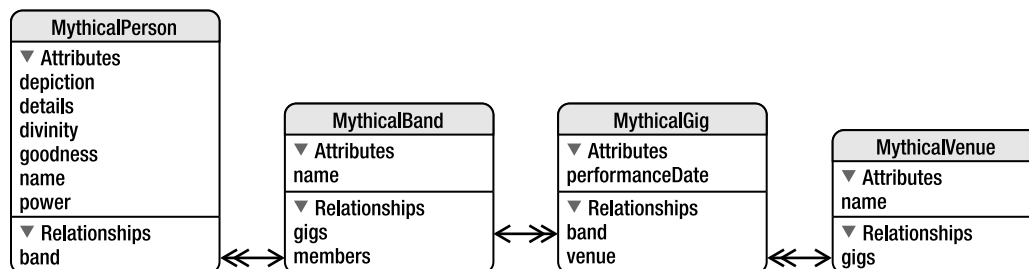 MythicalPerson
Attributes
depiction
details
divinity
goodness
name
power
Relationships
band
MythicalBand
Attributes
name
Relationships
gigs
members
MythicalGig
Attributes
performanceDate
Relationships
band
venue
MythicalVenue
Attributes
name
Relationships
gigs